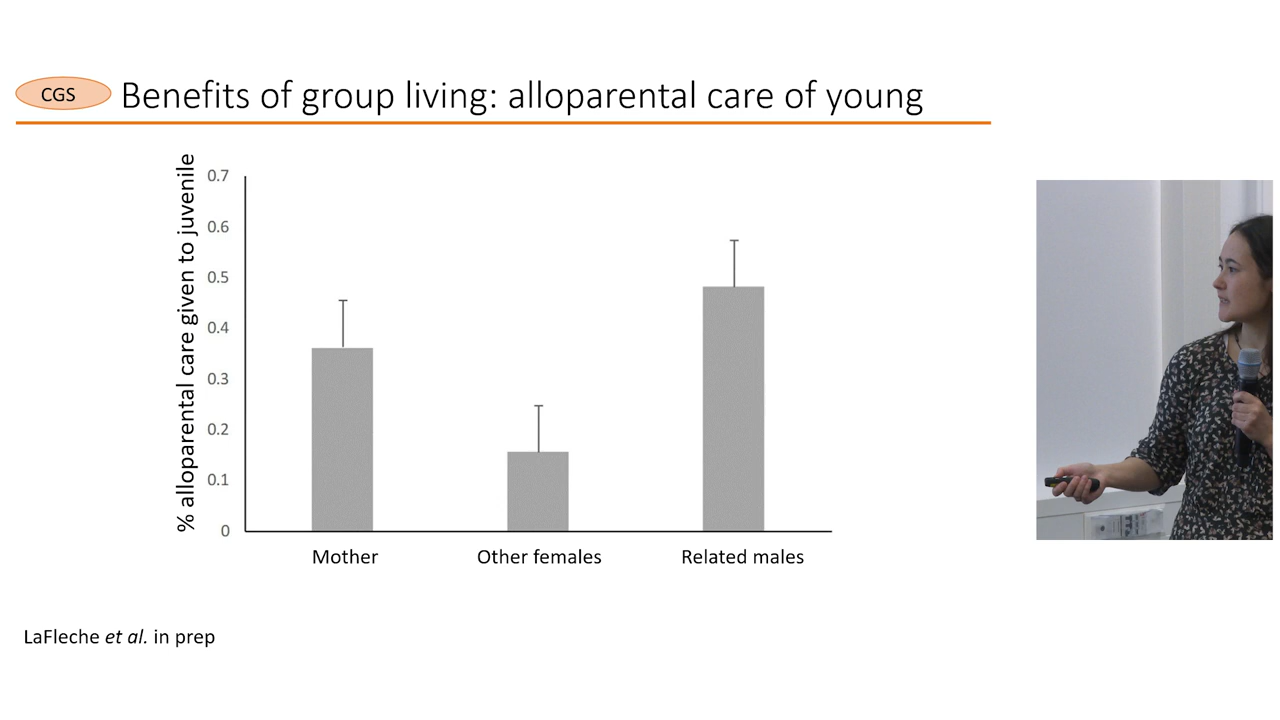 CGS
Benefits of group living: alloparental care of young
% alloparental care given to juvenile
0.7
0.6
0.5
0.4
0.3
0.2
0.1
0
Mother
Other females
Related males
LaFleche et al. in prep